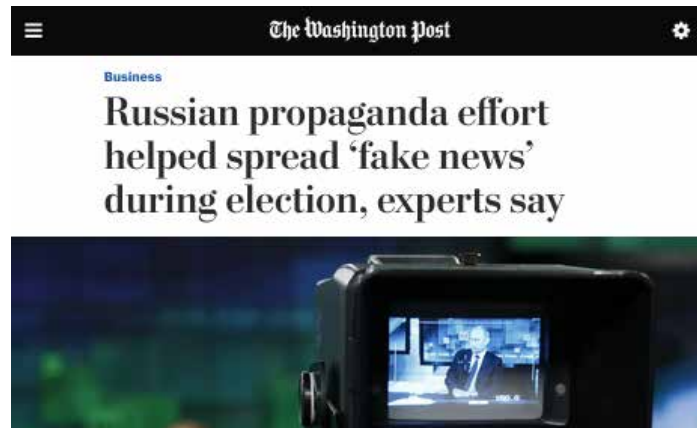 The Washington Post
Business
Russian propaganda effort
helped spread ‘fake news’
during election, experts say